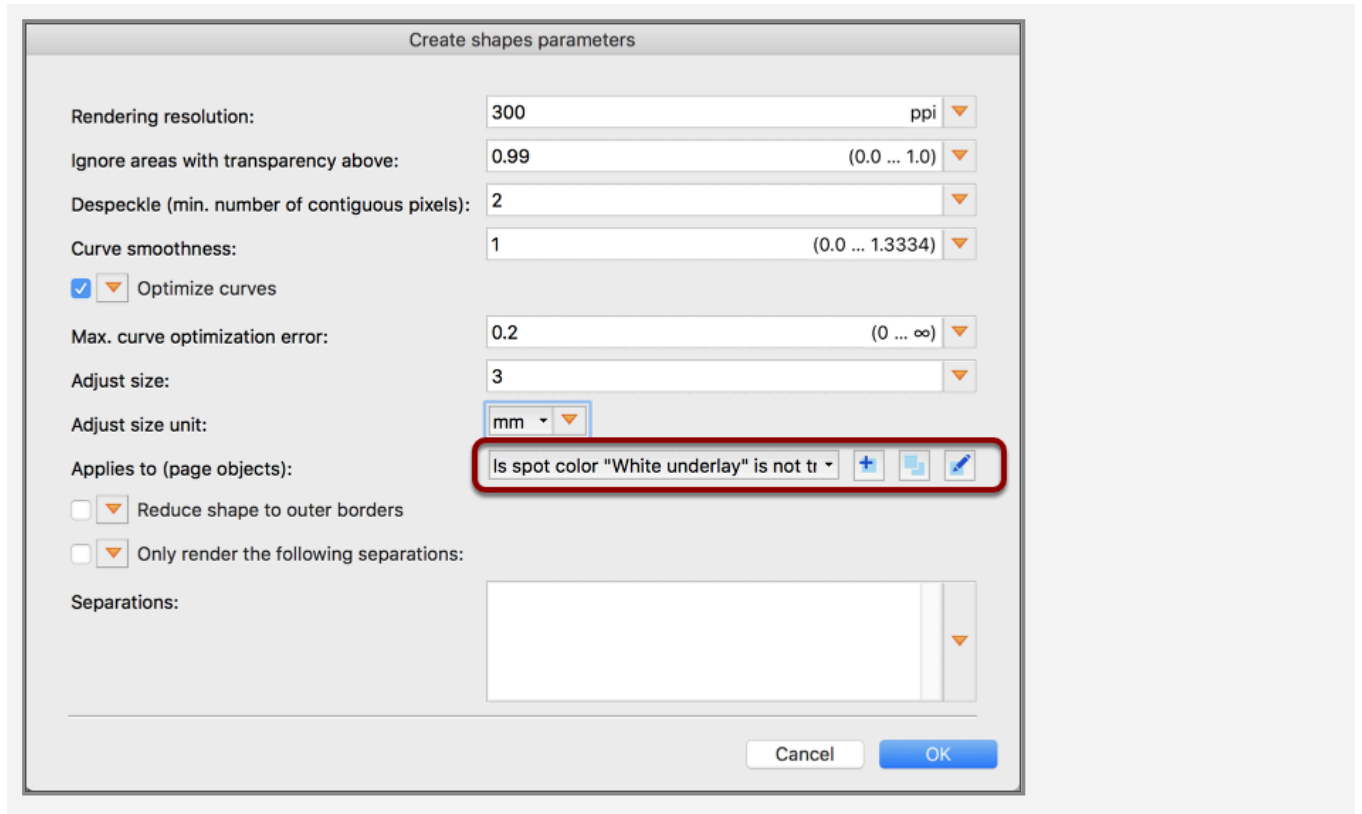 Create shapes parameters
Rendering resolution: 300 ppi
Ignore areas with transparency above: 0.99 (0.0 ... 1.0)
Despeckle (min. number of contiguous pixels): 2
Curve smoothness: 1 (0.0 ... 1.3334)
Optimize curves
Max. curve optimization error: 0.2 (0 ... ∞)
Adjust size: 3
Adjust size unit: mm
Applies to (page objects): Is spot color "White underlay" is not
Reduce shape to outer borders
Only render the following separations:
Separations:
Cancel OK